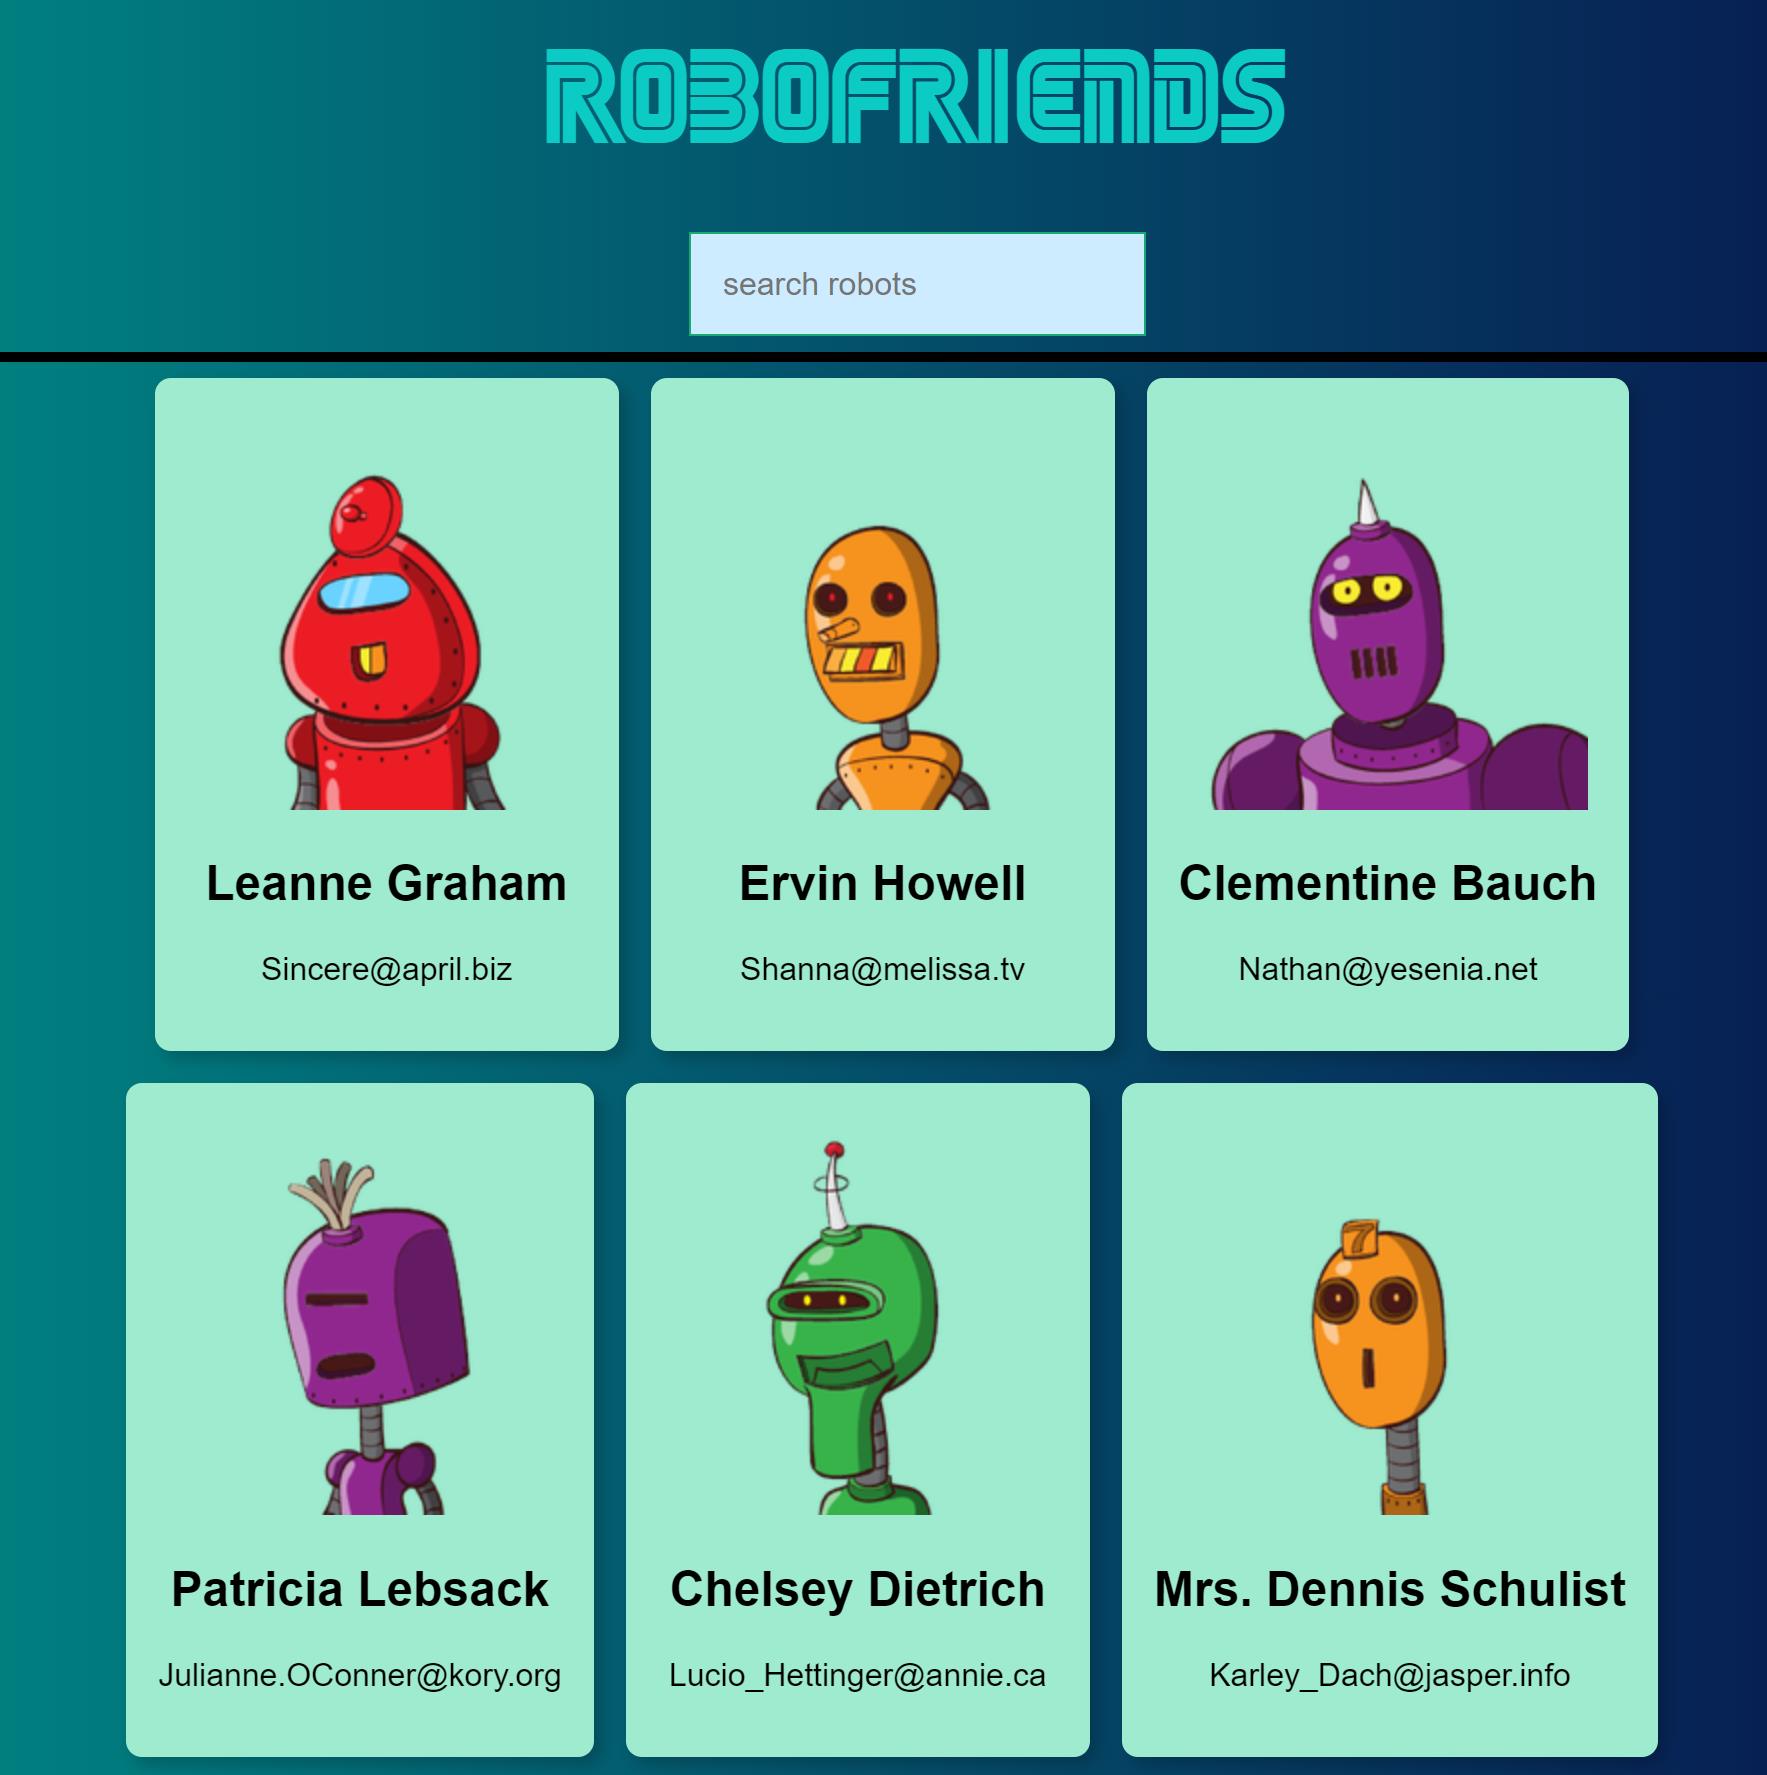 ROBOFRIENDS
search robots
Leanne Graham
Sincere@april.biz
Ervin Howell
Shanna@melissa.tv
Clementine Bauch
Nathan@yesenia.net
7
Patricia Lebsack
Julianne.OConner@kory.org
Chelsey Dietrich
Lucio_Hettinger@annie.ca
Mrs. Dennis Schulist
Karley_Dach@jasper.info